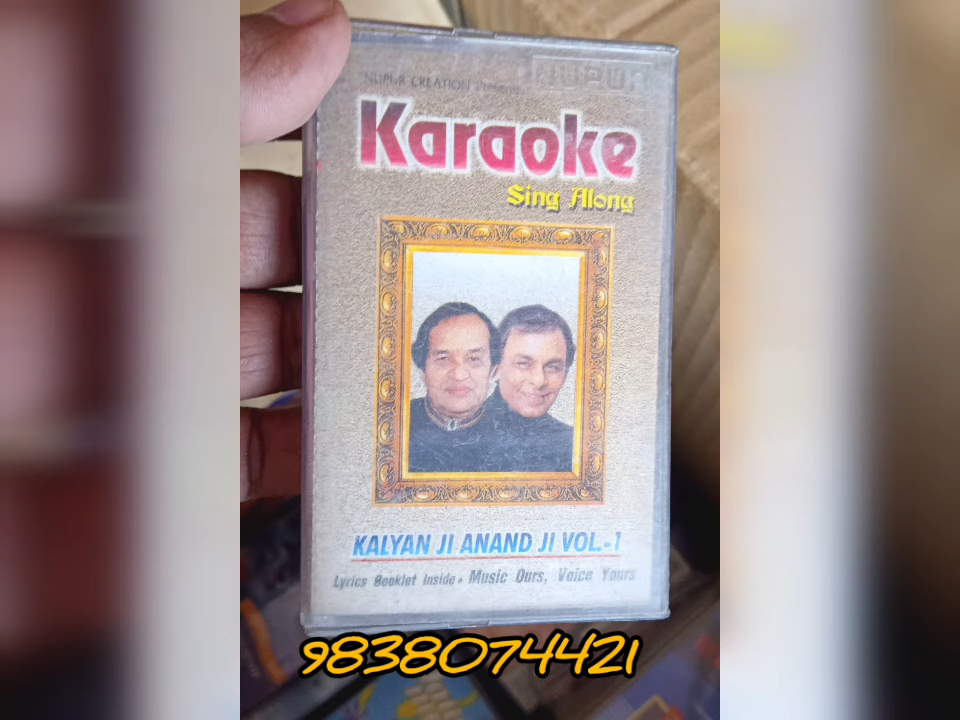 NUPUR CREATION Presents
NUPUR
Karaoke
Sing Along
KALYAN JI ANAND JI VOL.-1
Lyrics Booklet Inside • Music Ours, Voice Yours
9838074421